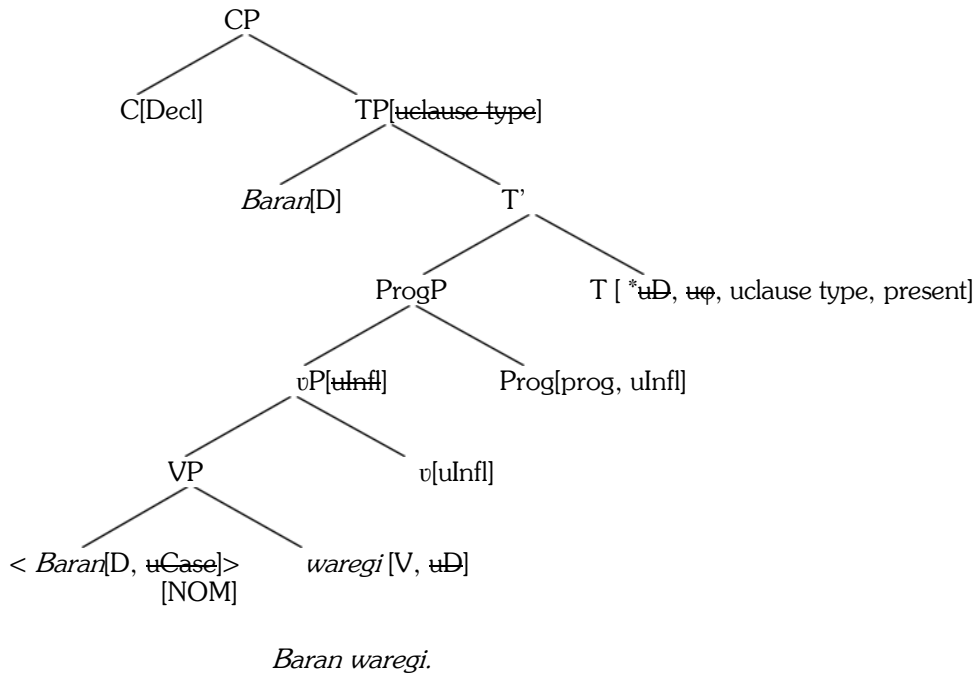 CP
C[Decl] TP[uclause type]
Baran[D] T’
ProgP T [ *uD, uφ, uclause type, present]
νP[uInfl] Prog[prog, uInfl]
VP ν[uInfl]
< Baran[D, uCase]> waregi [V, uD]
[NOM]
Baran waregi.